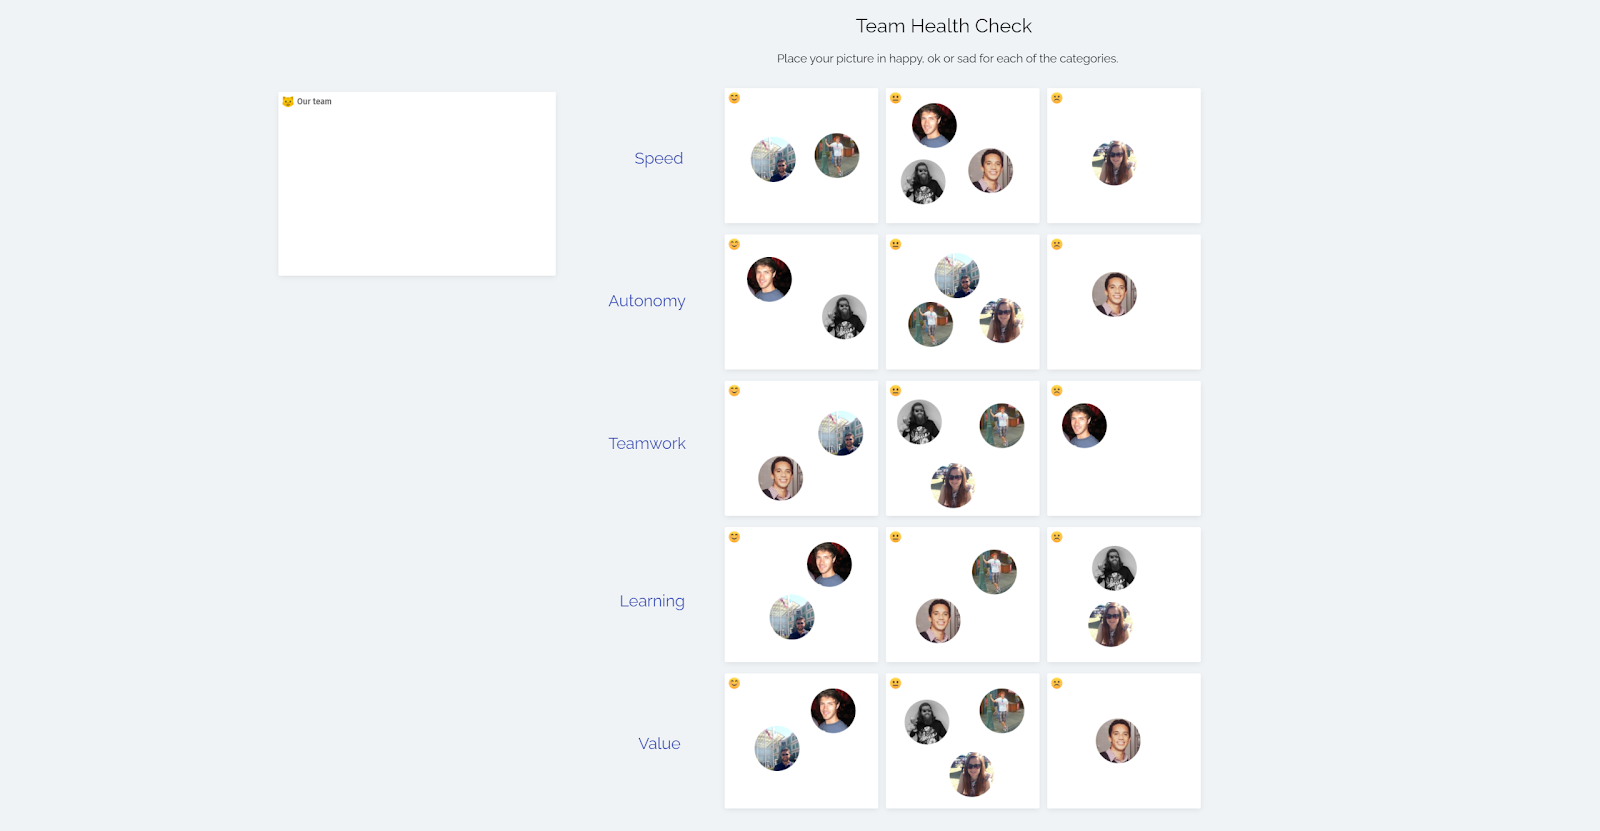 Team Health Check
Place your picture in happy, ok or sad for each of the categories.
Our team
Speed
Autonomy
Teamwork
Learning
Value